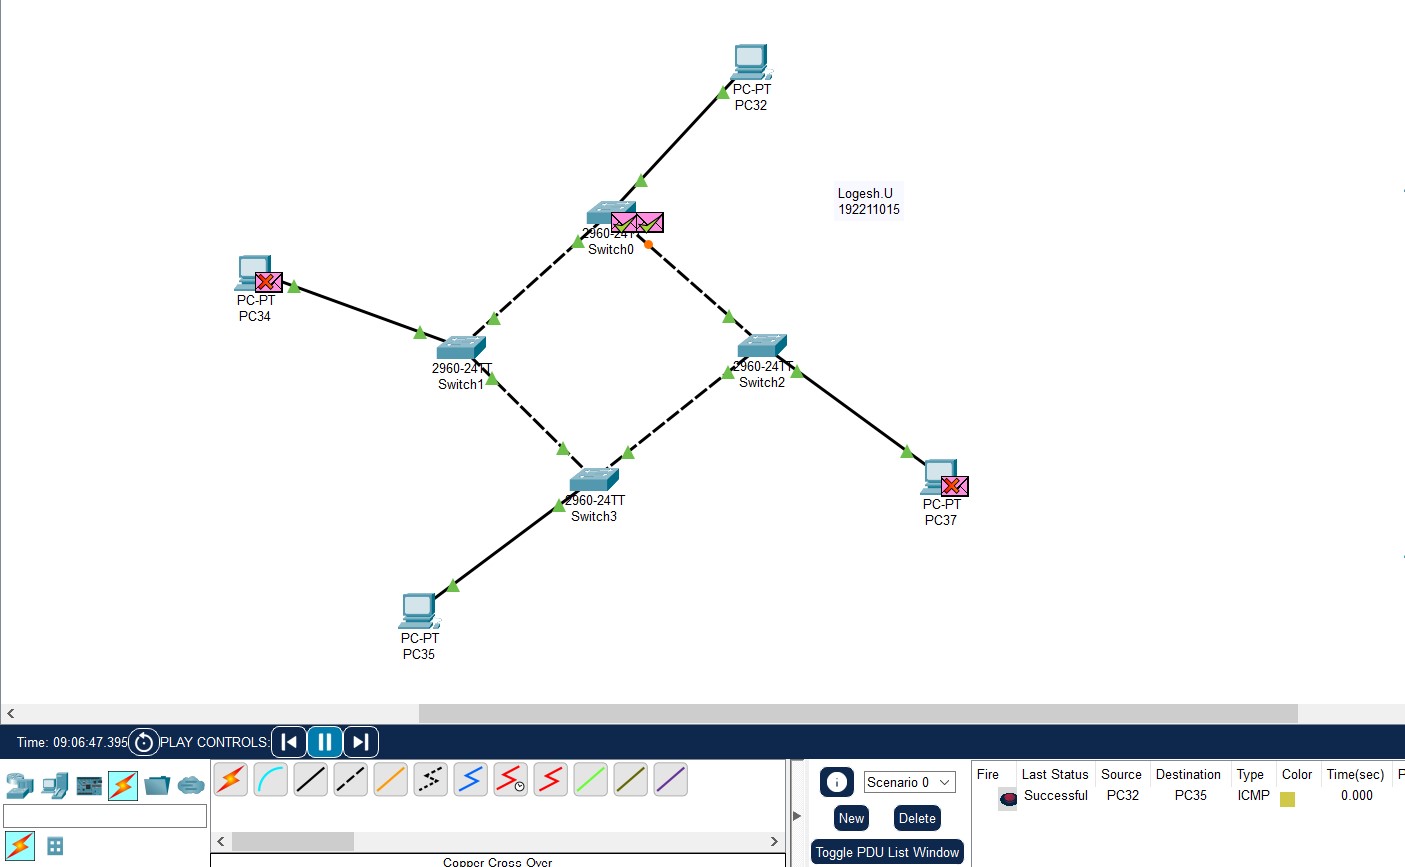 PC-PT
PC32
Logesh.U
192211015
2960-24TT
Switch0
PC-PT
PC34
2960-24TT
Switch1
2960-24TT
Switch2
2960-24TT
Switch3
PC-PT
PC37
PC-PT
PC35
Time: 09:06:47.395 PLAY CONTROLS:
Scenario 0
New Delete
Toggle PDU List Window
Fire Last Status Source Destination Type Color Time(sec) P
Successful PC32 PC35 ICMP 0.000
Copper Cross-Over